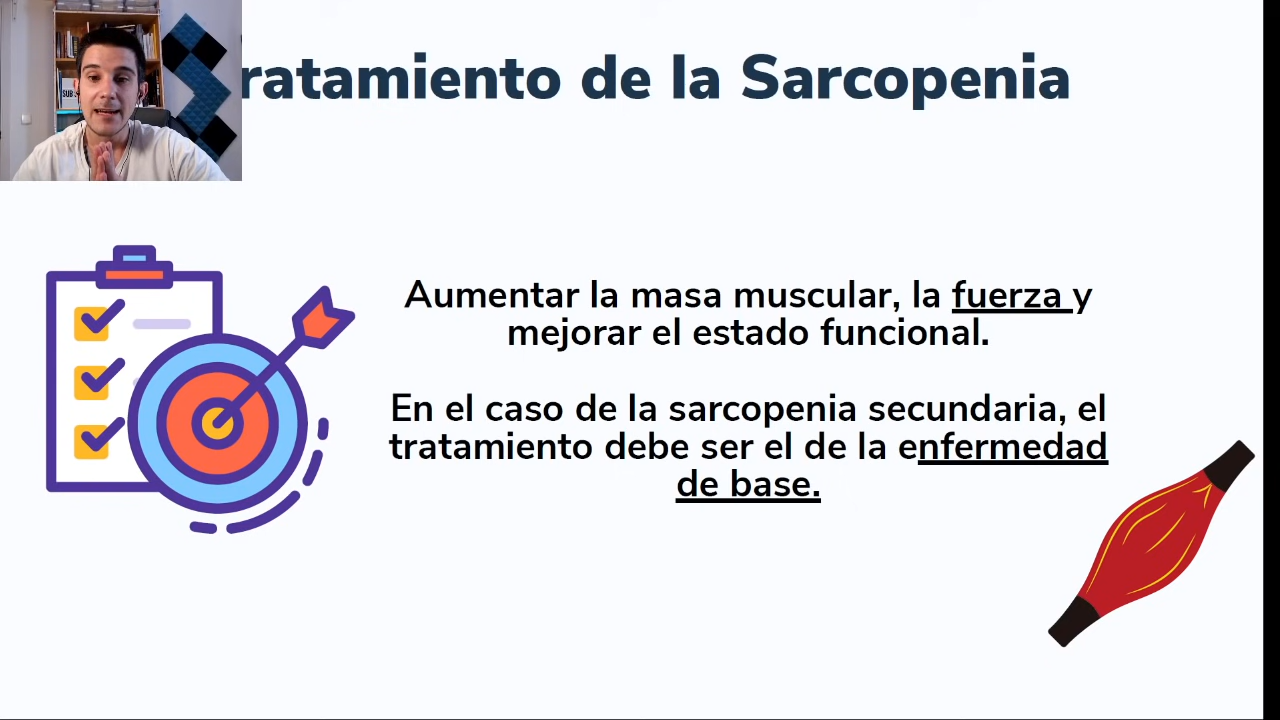 ratamiento de la Sarcopenia
SUB
Aumentar la masa muscular, la fuerza y
mejorar el estado funcional.
En el caso de la sarcopenia secundaria, el
tratamiento debe ser el de la enfermedad
de base.